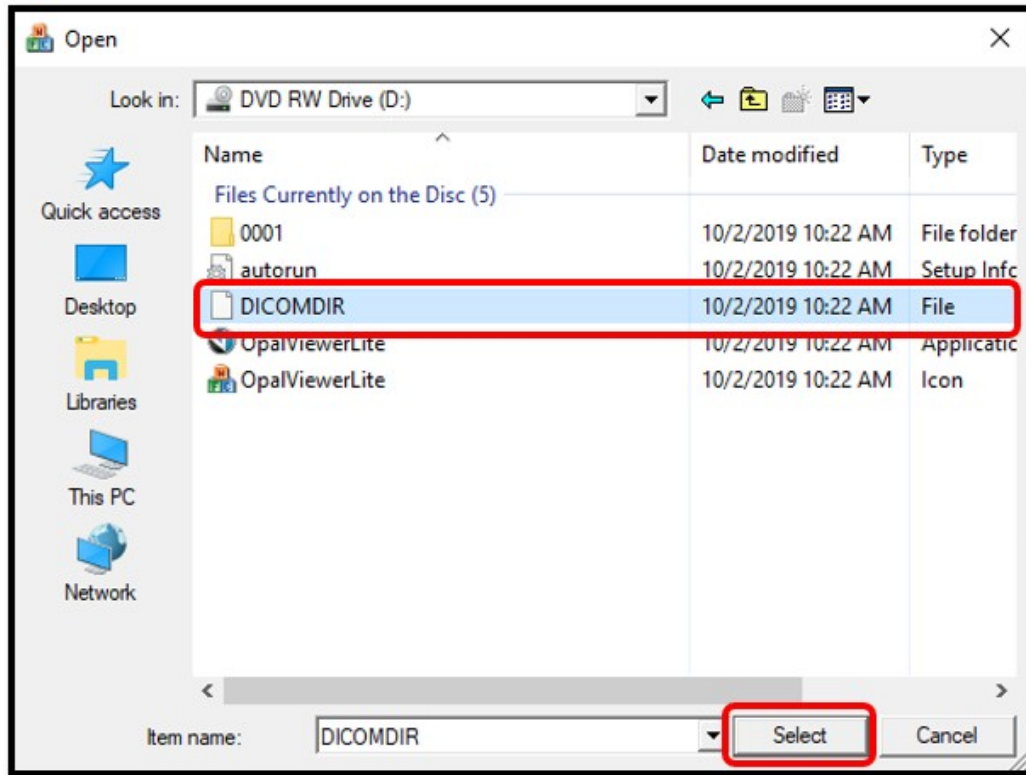 Open
Look in: DVD RW Drive (D:)
Name Date modified Type
Files Currently on the Disc (5)
Quick access
0001 10/2/2019 10:22 AM File folder
autorun 10/2/2019 10:22 AM Setup Infc
Desktop
DICOMDIR 10/2/2019 10:22 AM File
OpalViewerLite 10/2/2019 10:22 AM Applicatic
OpalViewerLite 10/2/2019 10:22 AM Icon
Libraries
This PC
Network
Item name: DICOMDIR Select Cancel